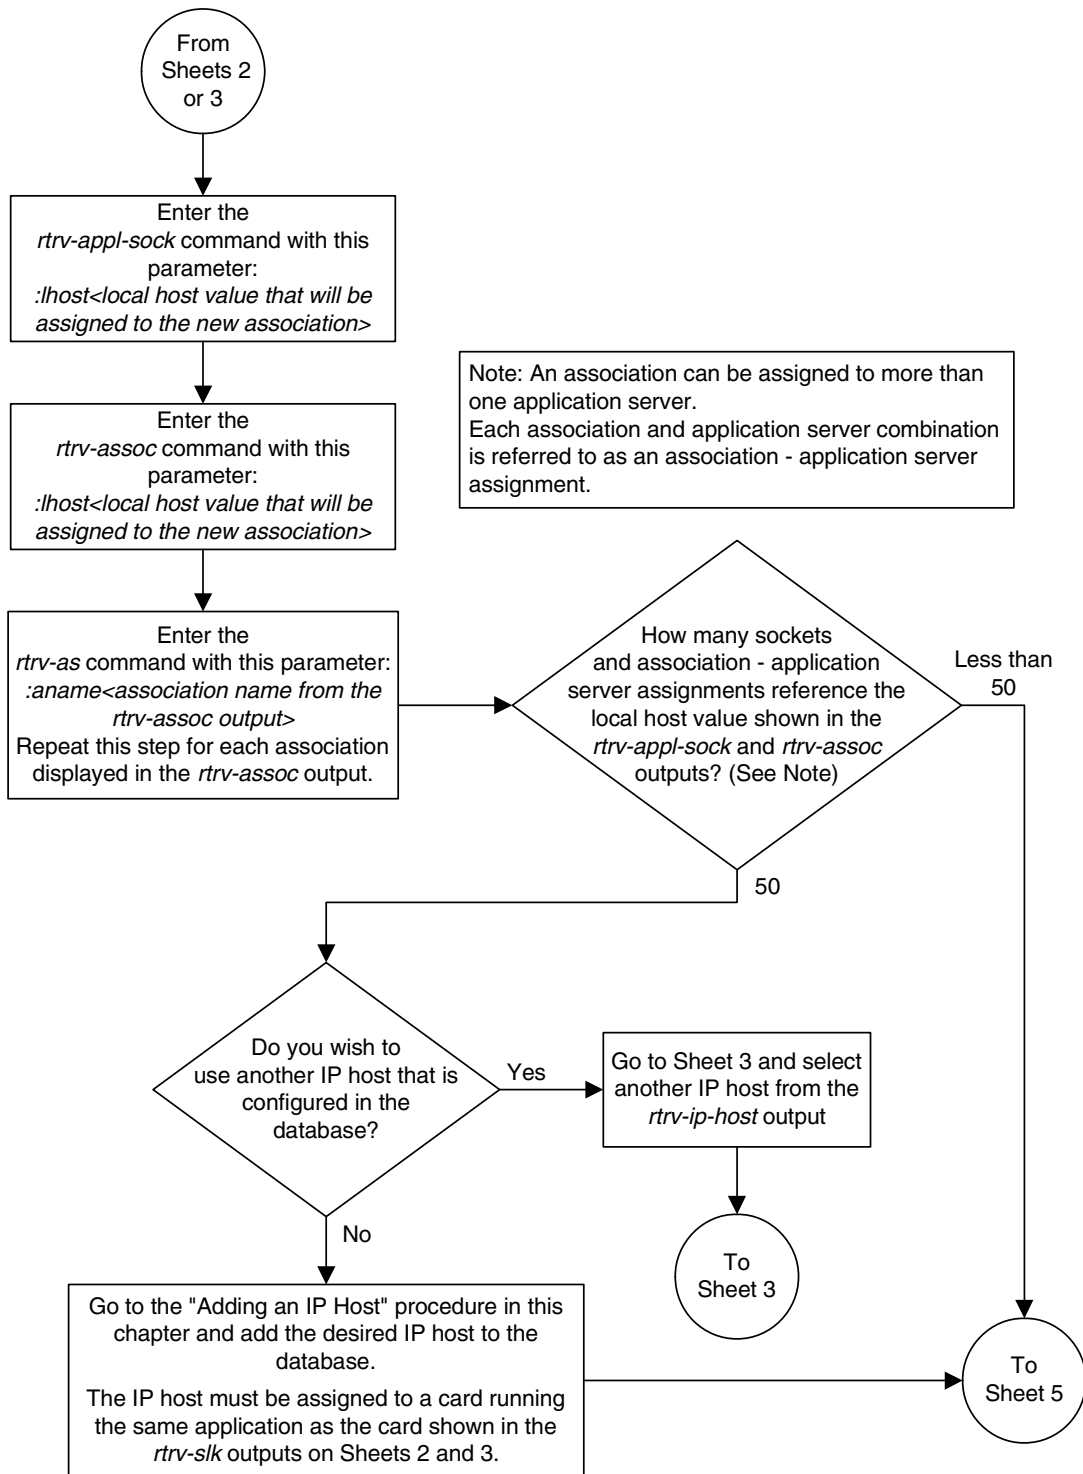 From
Sheets 2
or 3
Enter the
rtrv-appl-sock command with this
parameter:
:lhost<local host value that will be
assigned to the new association>
Enter the
rtrv-assoc command with this
parameter:
:lhost<local host value that will be
assigned to the new association>
Note: An association can be assigned to more than
one application server.
Each association and application server combination
is referred to as an association - application server
assignment.
Enter the
rtrv-as command with this parameter:
:aname<association name from the
rtrv-assoc output>
Repeat this step for each association
displayed in the rtrv-assoc output.
How many sockets
and association - application
server assignments reference the
local host value shown in the
rtrv-appl-sock and rtrv-assoc
outputs? (See Note)
Less than
50
50
Do you wish to
use another IP host that is
configured in the
database?
Yes
Go to Sheet 3 and select
another IP host from the
rtrv-ip-host output
No
To
Sheet 3
Go to the "Adding an IP Host" procedure in this
chapter and add the desired IP host to the
database.
The IP host must be assigned to a card running
the same application as the card shown in the
rtrv-slk outputs on Sheets 2 and 3.
To
Sheet 5